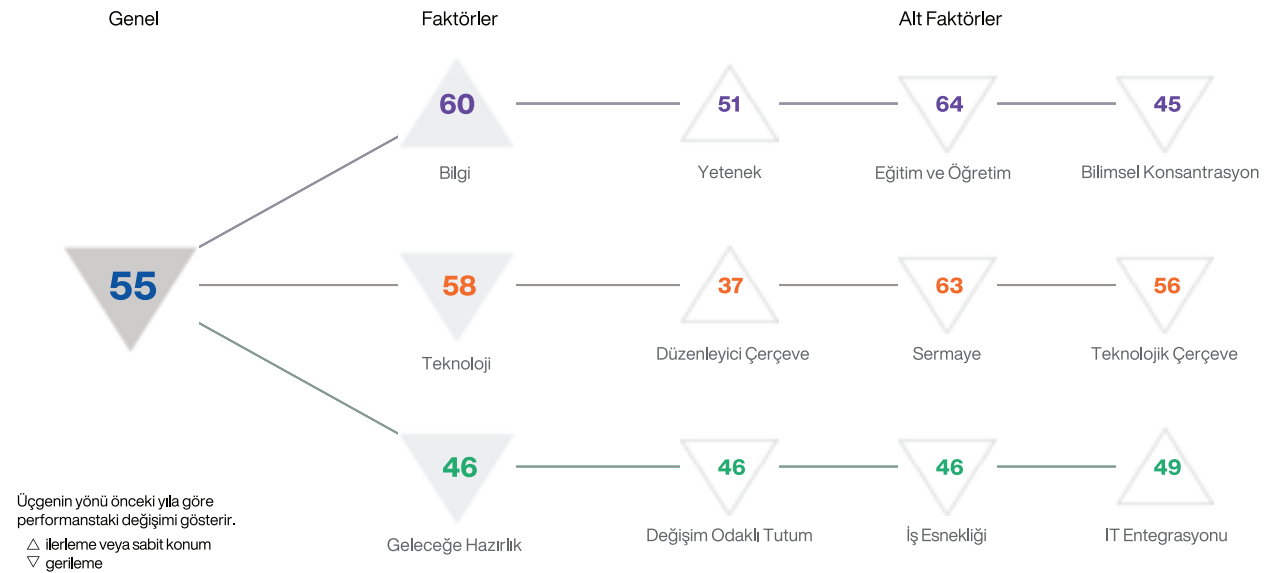 Genel
Faktörler
Alt Faktörler
60
51
64
45
Bilgi
Yetenek
Eğitim ve Öğretim
Bilimsel Konsantrasyon
55
58
37
63
56
Teknoloji
Düzenleyici Çerçeve
Sermaye
Teknolojik Çerçeve
46
46
46
49
Geleceğe Hazırlık
Değişim Odaklı Tutum
İş Esnekliği
IT Entegrasyonu
Üçgenin yönü önceki yıla göre
performanstaki değişimi gösterir.
△ ilerleme veya sabit konum
▽ gerileme